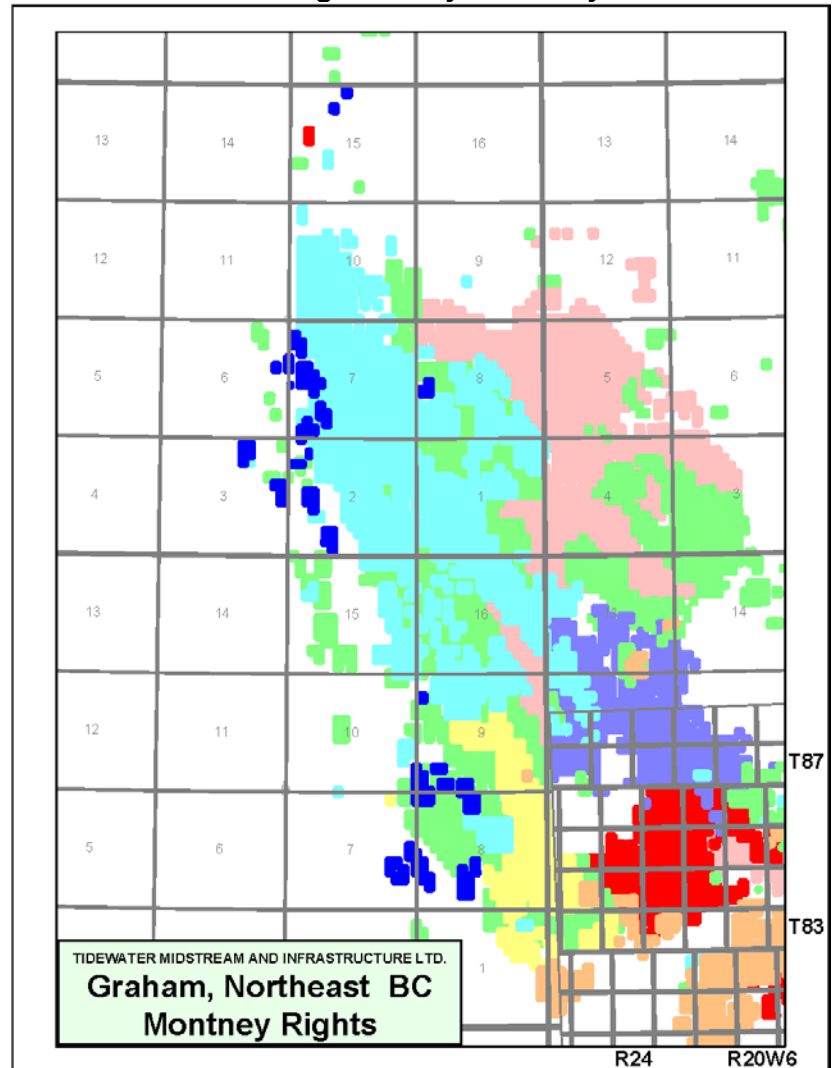 13 14 15 16 13 14
12 11 10 9 12 11
5 6 7 8 5 6
4 3 2 1 4 3
13 14 15 16 14
12 11 10 9
T87
5 6 7 8
T83
1
TIDEWATER MIDSTREAM AND INFRASTRUCTURE LTD.
Graham, Northeast BC
Montney Rights
R24 R20W6